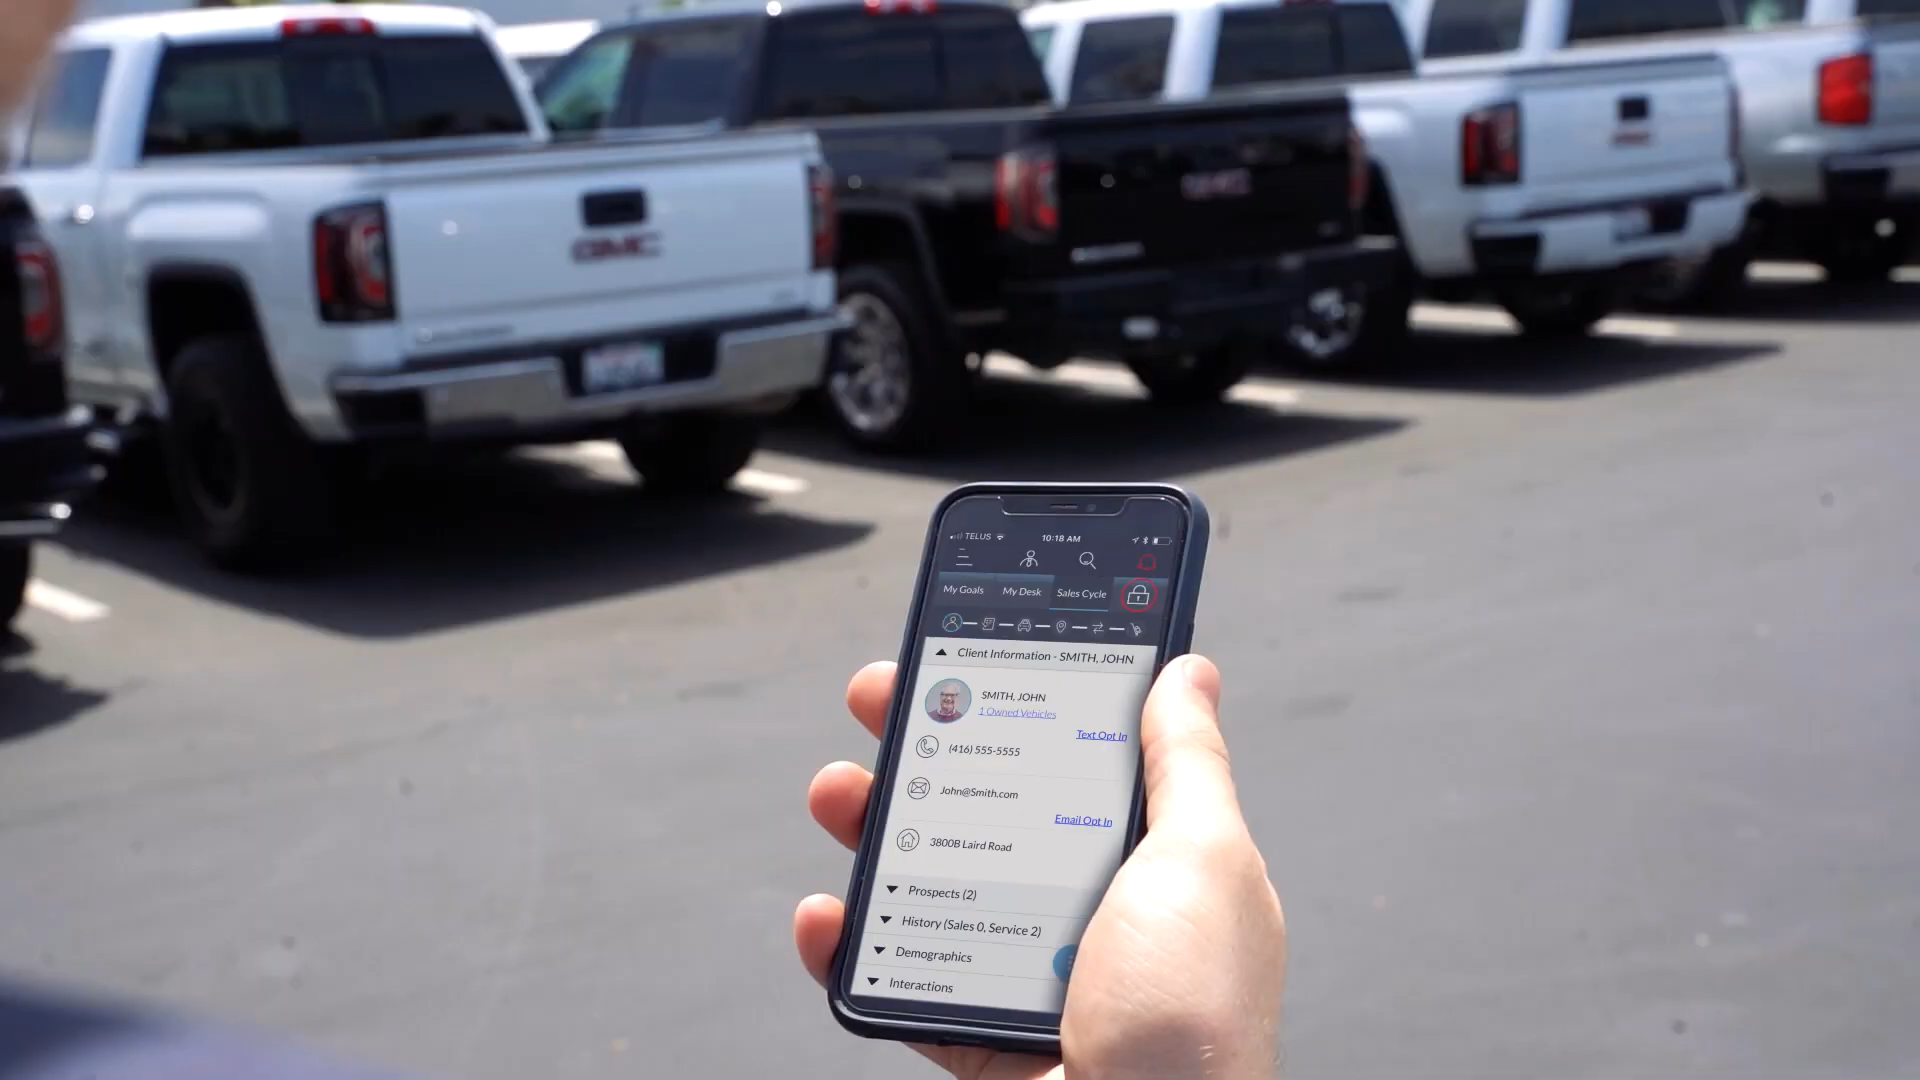 GMC
GMC
TELUS
10:18 AM
My Goals
My Desk
Sales Cycle
Client Information - SMITH, JOHN
SMITH, JOHN
1 Owned Vehicles
Text Opt In
(416) 555-5555
John@Smith.com
Email Opt In
3800B Laird Road
Prospects (2)
History (Sales 0, Service 2)
Demographics
Interactions